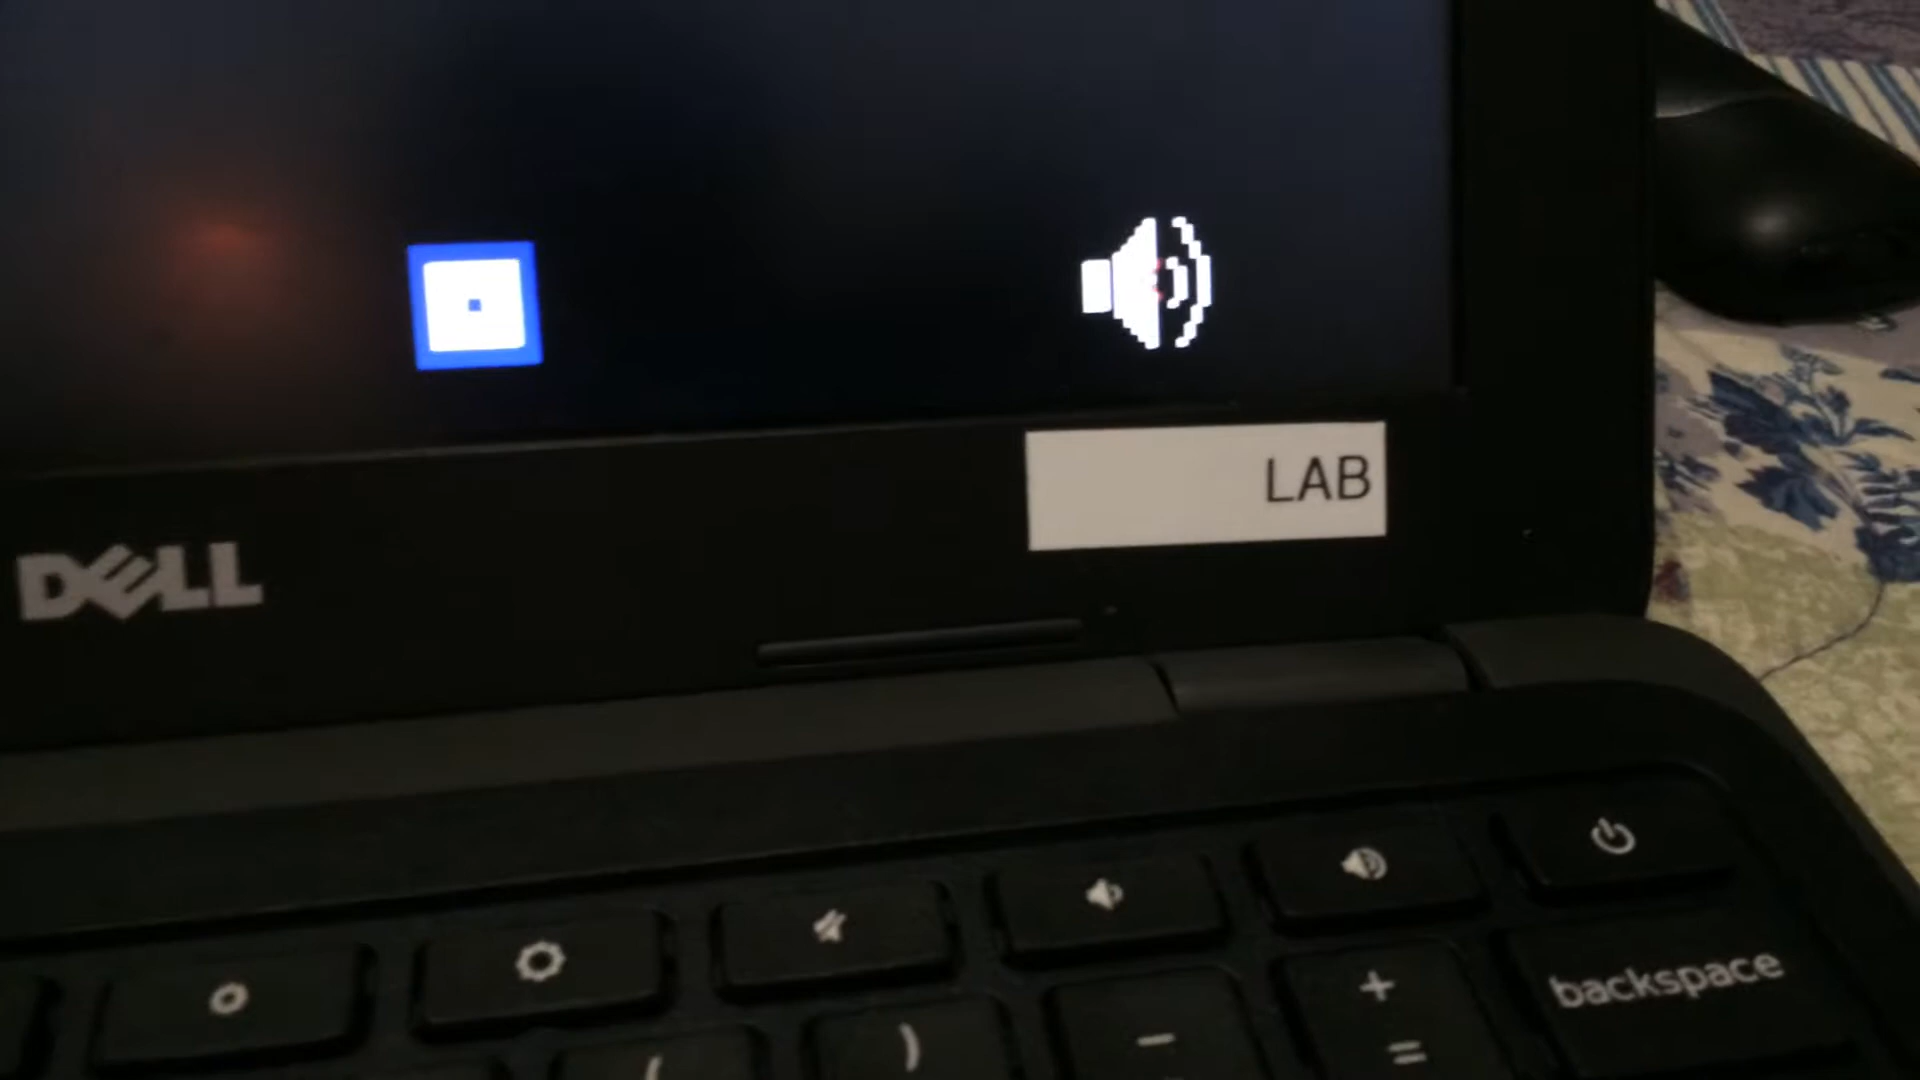 LAB
DELL
backspace
+
( ) - =